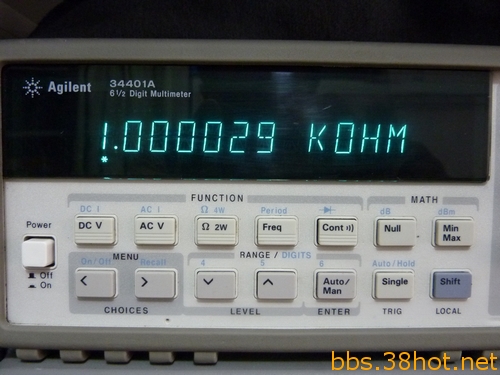 Agilent
34401A
6½ Digit Multimeter
1.000029 KOHM
*
FUNCTION
MATH
DC I
AC I
Ω 4W
Period
dB
dBm
Power
DC V
AC V
Ω 2W
Freq
Cont
Null
Min Max
Off
On
On/Off
MENU
Recall
RANGE / DIGITS
4
5
6
Auto/Hold
<
>
Auto/ Man
Single
Shift
CHOICES
LEVEL
ENTER
TRIG
LOCAL
bbs.38hot.net